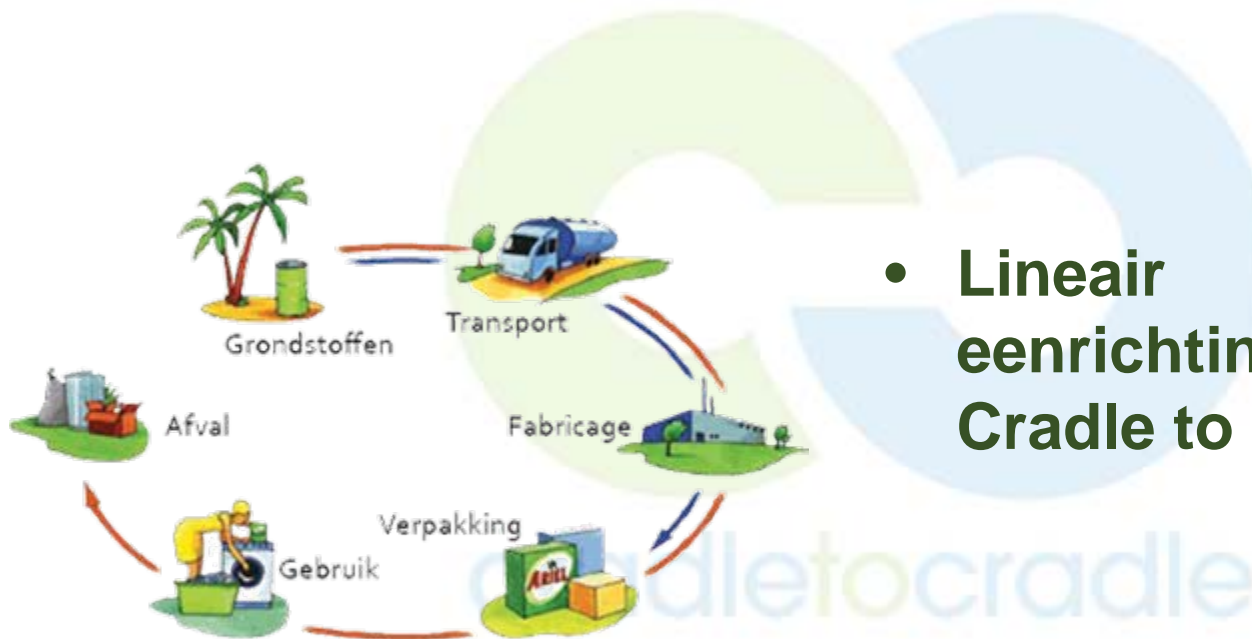 Grondstoffen
Transport
Afval
Fabricage
Verpakking
ARIEL
Gebruik
• Lineair
eenrichtin
Cradle to
cradletocradle